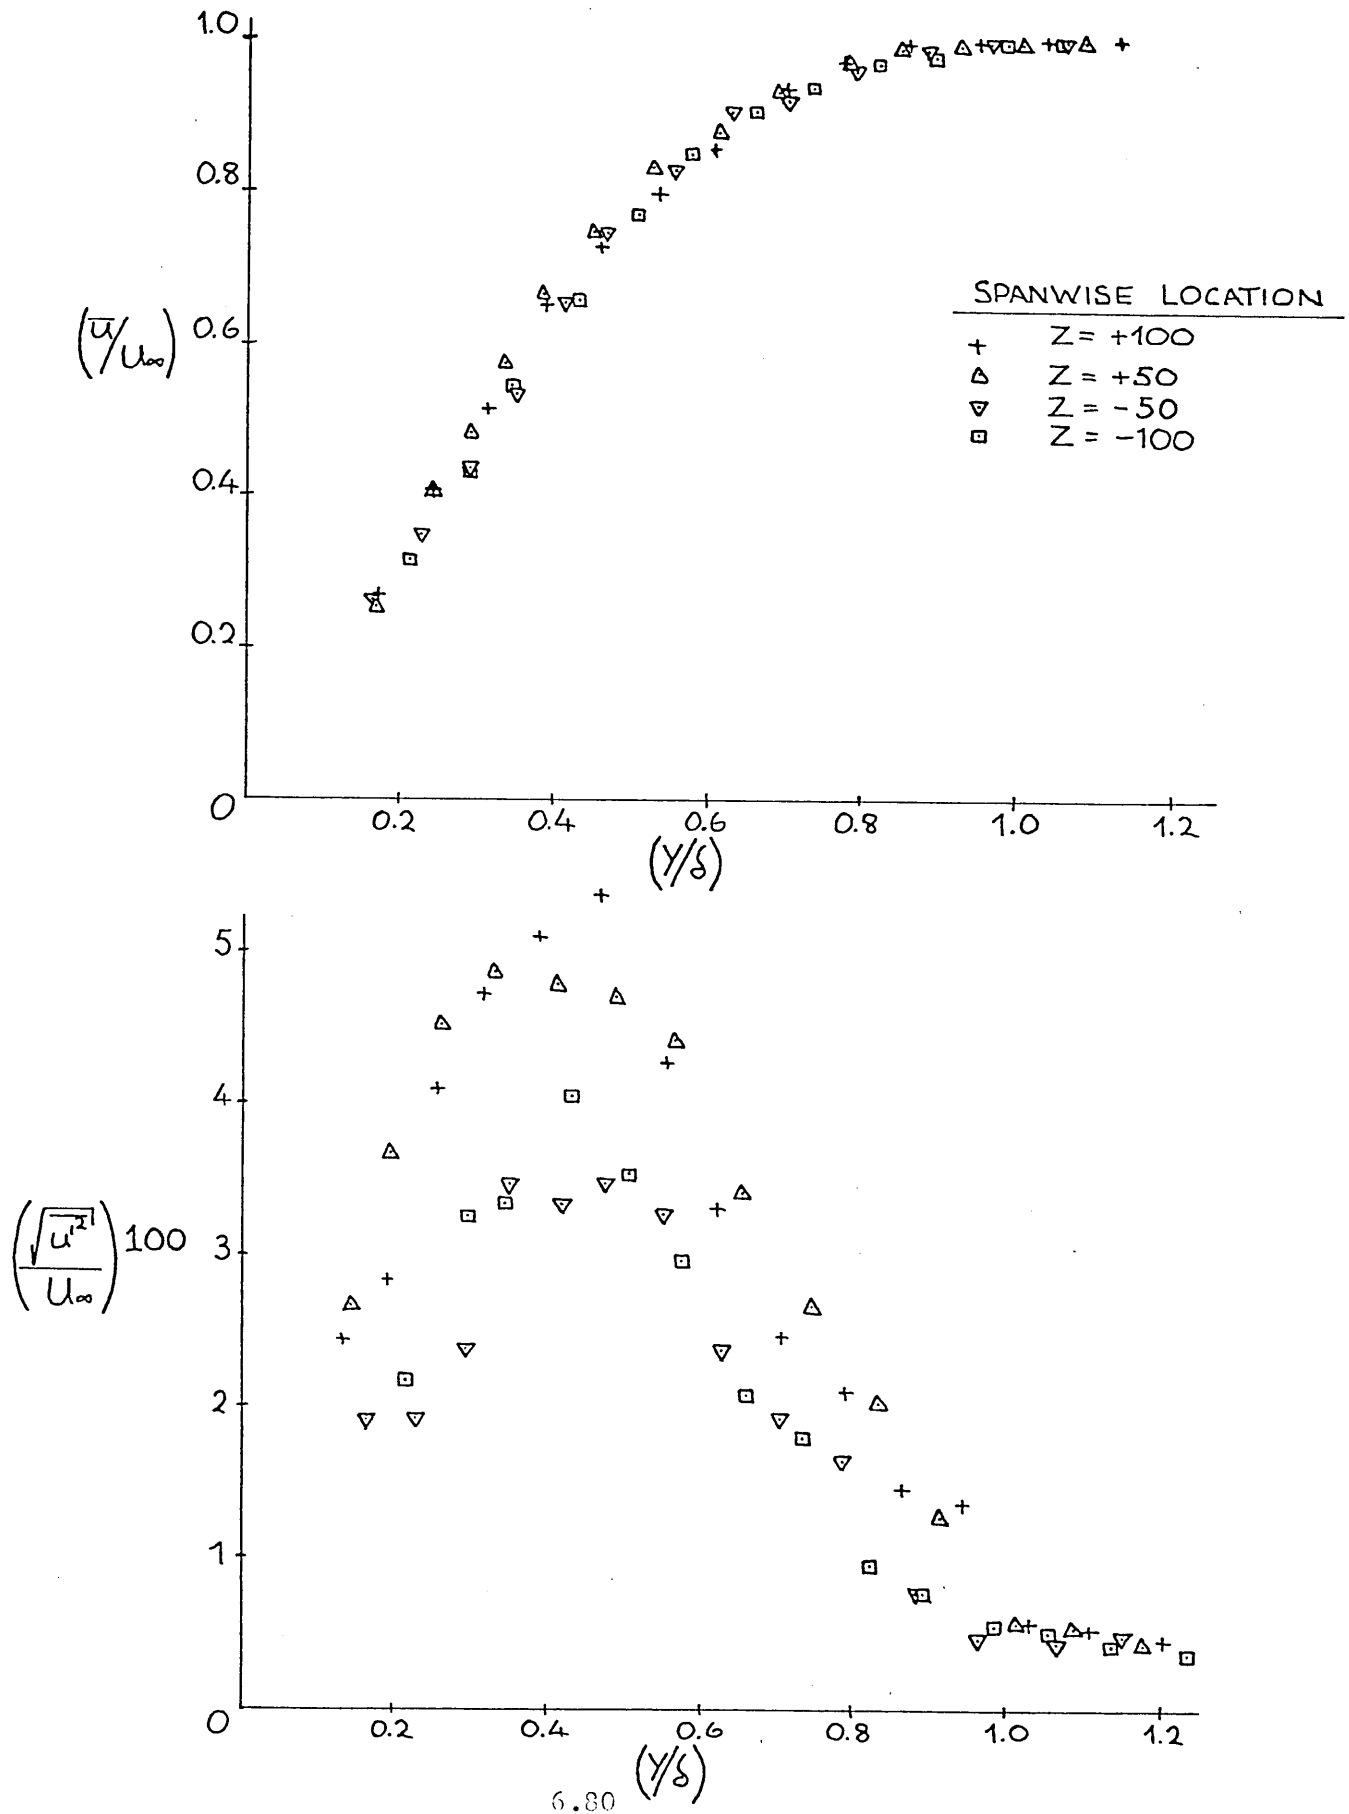 1.0
0.8
0.6
0.4
0.2
0
(u̅/U∞)
0.2 0.4 0.6 0.8 1.0 1.2
(Y/δ)
SPANWISE LOCATION
+ Z = +100
△ Z = +50
▽ Z = -50
⊡ Z = -100
5
4
3
2
1
0
(√u'²/U∞)100
0.2 0.4 0.6 0.8 1.0 1.2
(Y/δ)
6.80